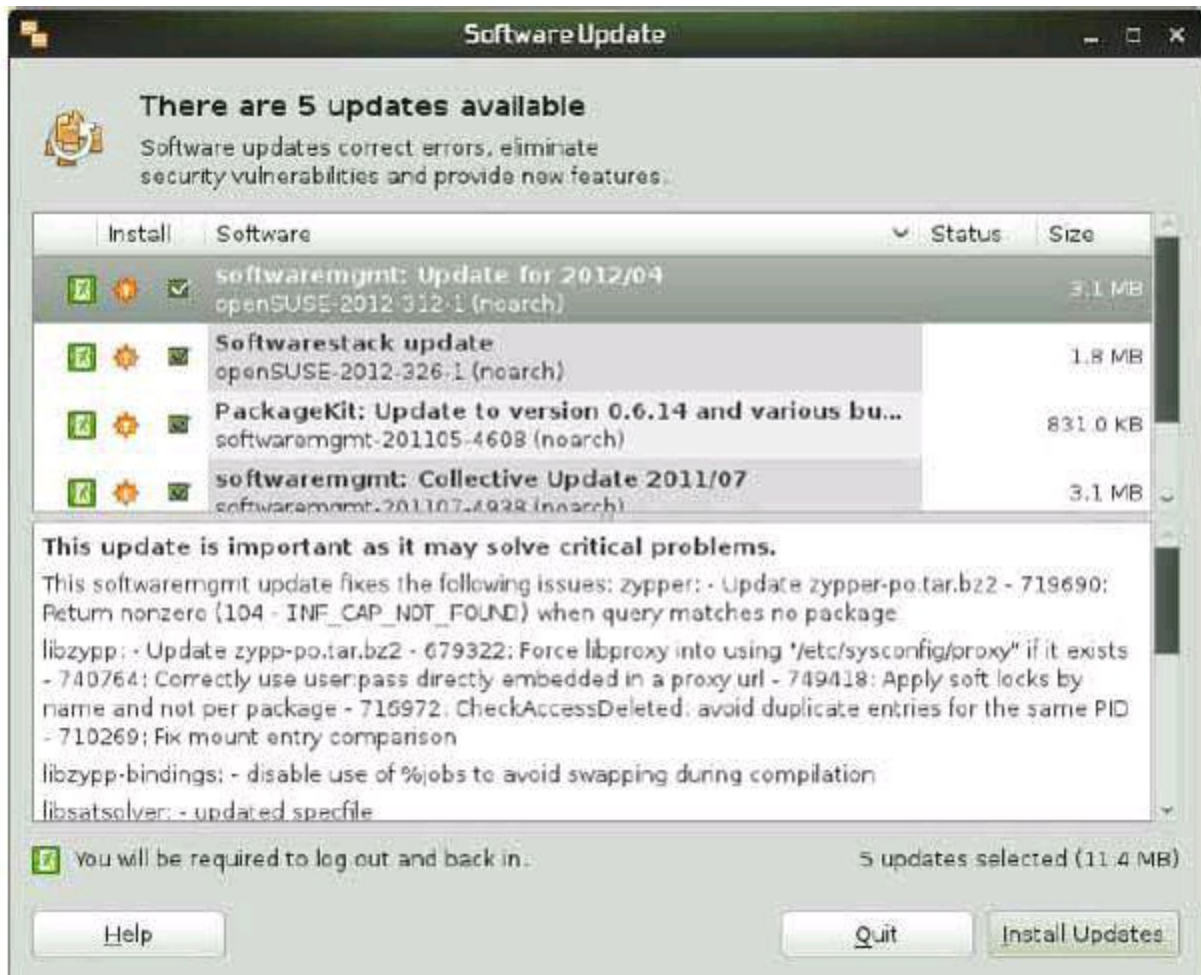 Software Update
There are 5 updates available
Software updates correct errors, eliminate
security vulnerabilities and provide new features.
Install Software Status Size
softwaremgmt: Update for 2012/04
openSUSE-2012-312-1 (noarch)
3.1 MB
Softwarestack update
openSUSE-2012-326-1 (noarch)
1.8 MB
PackageKit: Update to version 0.6.14 and various bu...
softwaremgmt-201105-4608 (noarch)
831.0 KB
softwaremgmt: Collective Update 2011/07
softwaremgmt-201107-4938 (noarch)
3.1 MB
This update is important as it may solve critical problems.
This softwaremgmt update fixes the following issues: zypper: - Update zypper-po.tar.bz2 - 719690:
Return nonzero (104 - INF_CAP_NOT_FOUND) when query matches no package
libzypp: - Update zypp-po.tar.bz2 - 679322: Force libproxy into using "/etc/sysconfig/proxy" if it exists
- 740764: Correctly use user:pass directly embedded in a proxy url - 749418: Apply soft locks by
name and not per package - 716972: CheckAccessDeleted: avoid duplicate entries for the same PID
- 710269: Fix mount entry comparison
libzypp-bindings: - disable use of %jobs to avoid swapping during compilation
libsatsolver: - updated specfile
You will be required to log out and back in.
5 updates selected (11.4 MB)
Help
Quit
Install Updates